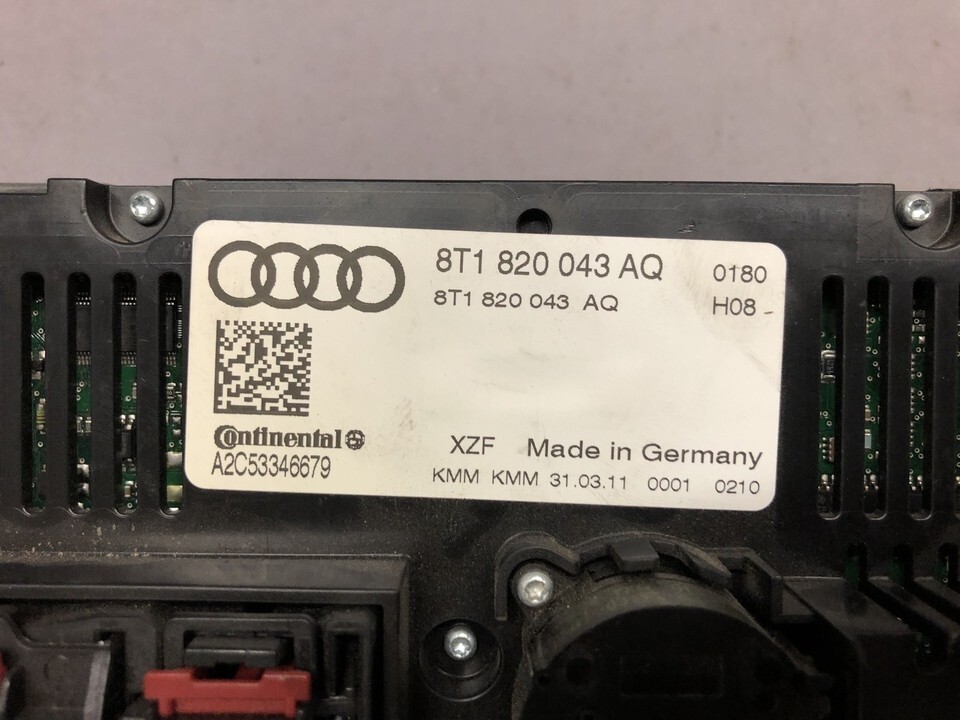 8T1 820 043 AQ 0180
8T1 820 043 AQ H08
Continental
A2C53346679
XZF Made in Germany
KMM KMM 31.03.11 0001 0210